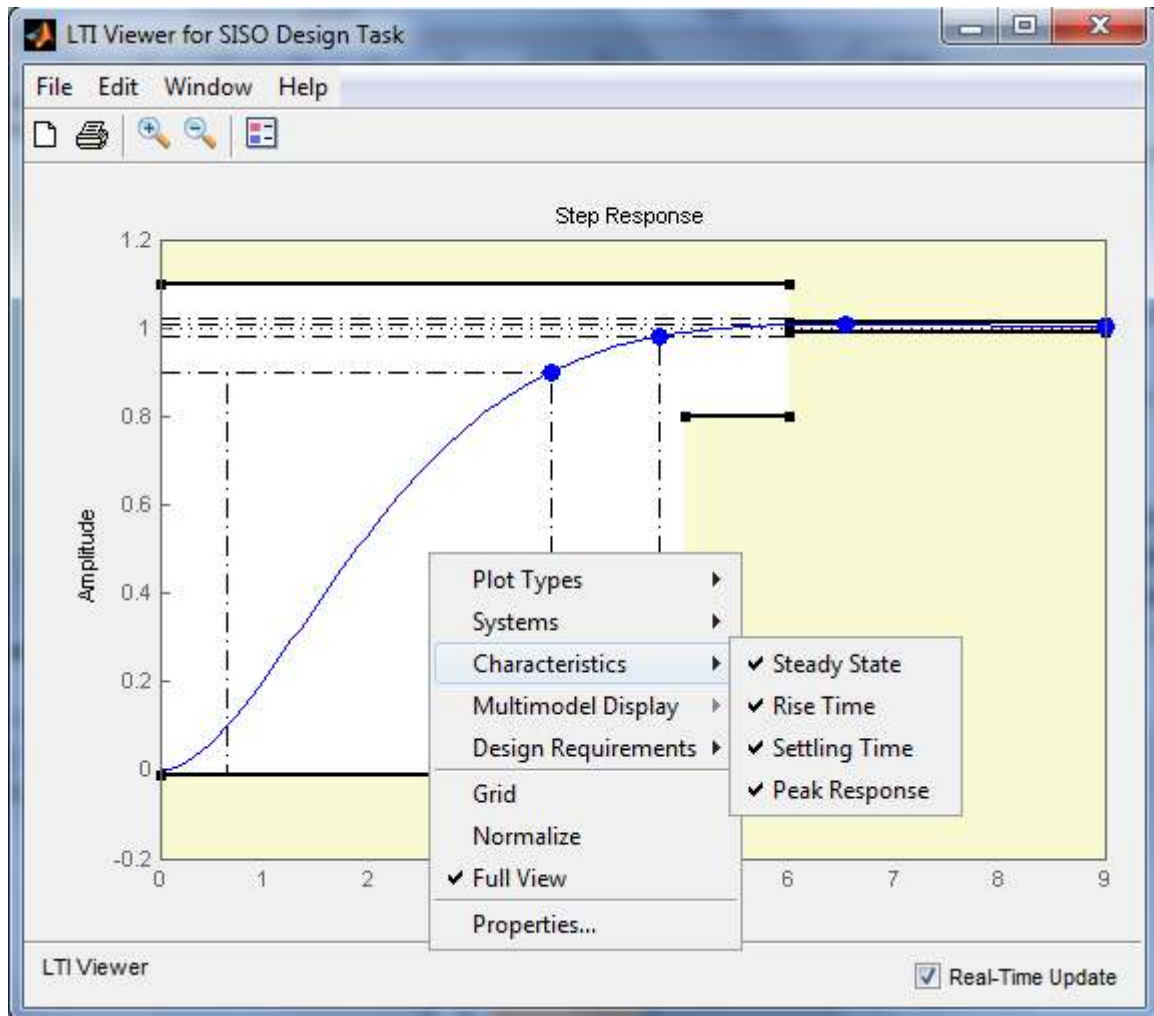 LTI Viewer for SISO Design Task
File Edit Window Help
Step Response
1.2
1
0.8
0.6
0.4
0.2
0
-0.2
Amplitude
0 1 2 6 7 8 9
Plot Types
Systems
Characteristics
Multimodel Display
Design Requirements
Grid
Normalize
Full View
Properties...
Steady State
Rise Time
Settling Time
Peak Response
LTI Viewer
Real-Time Update